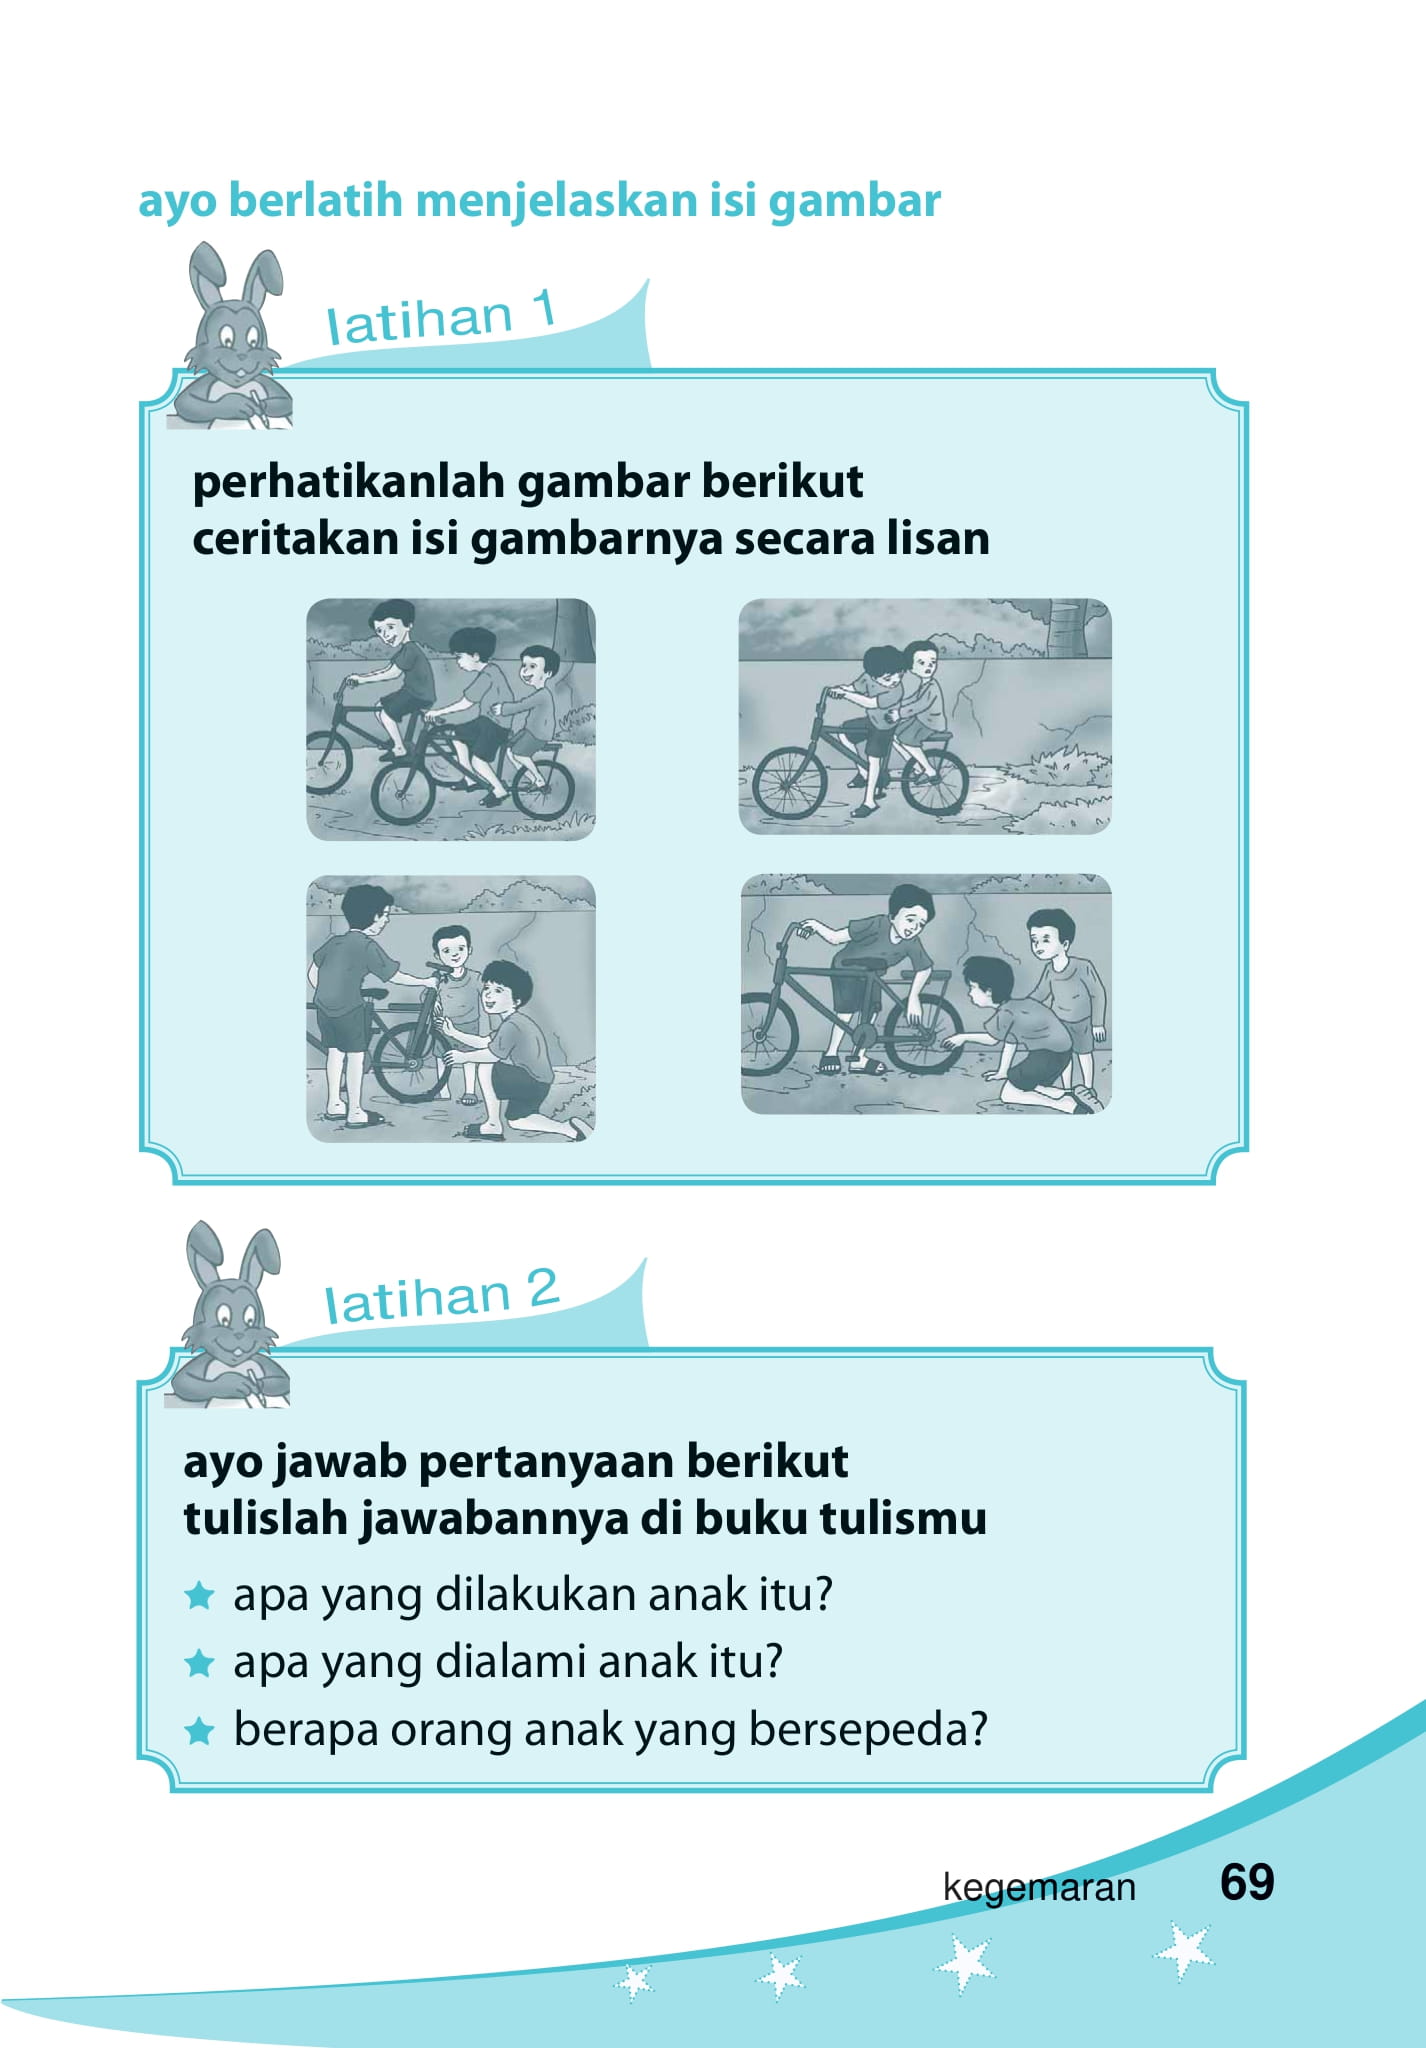 ayo berlatih menjelaskan isi gambar
latihan 1
perhatikanlah gambar berikut
ceritakan isi gambarnya secara lisan
latihan 2
ayo jawab pertanyaan berikut
tulislah jawabannya di buku tulismu
apa yang dilakukan anak itu?
apa yang dialami anak itu?
berapa orang anak yang bersepeda?
kegemaran 69